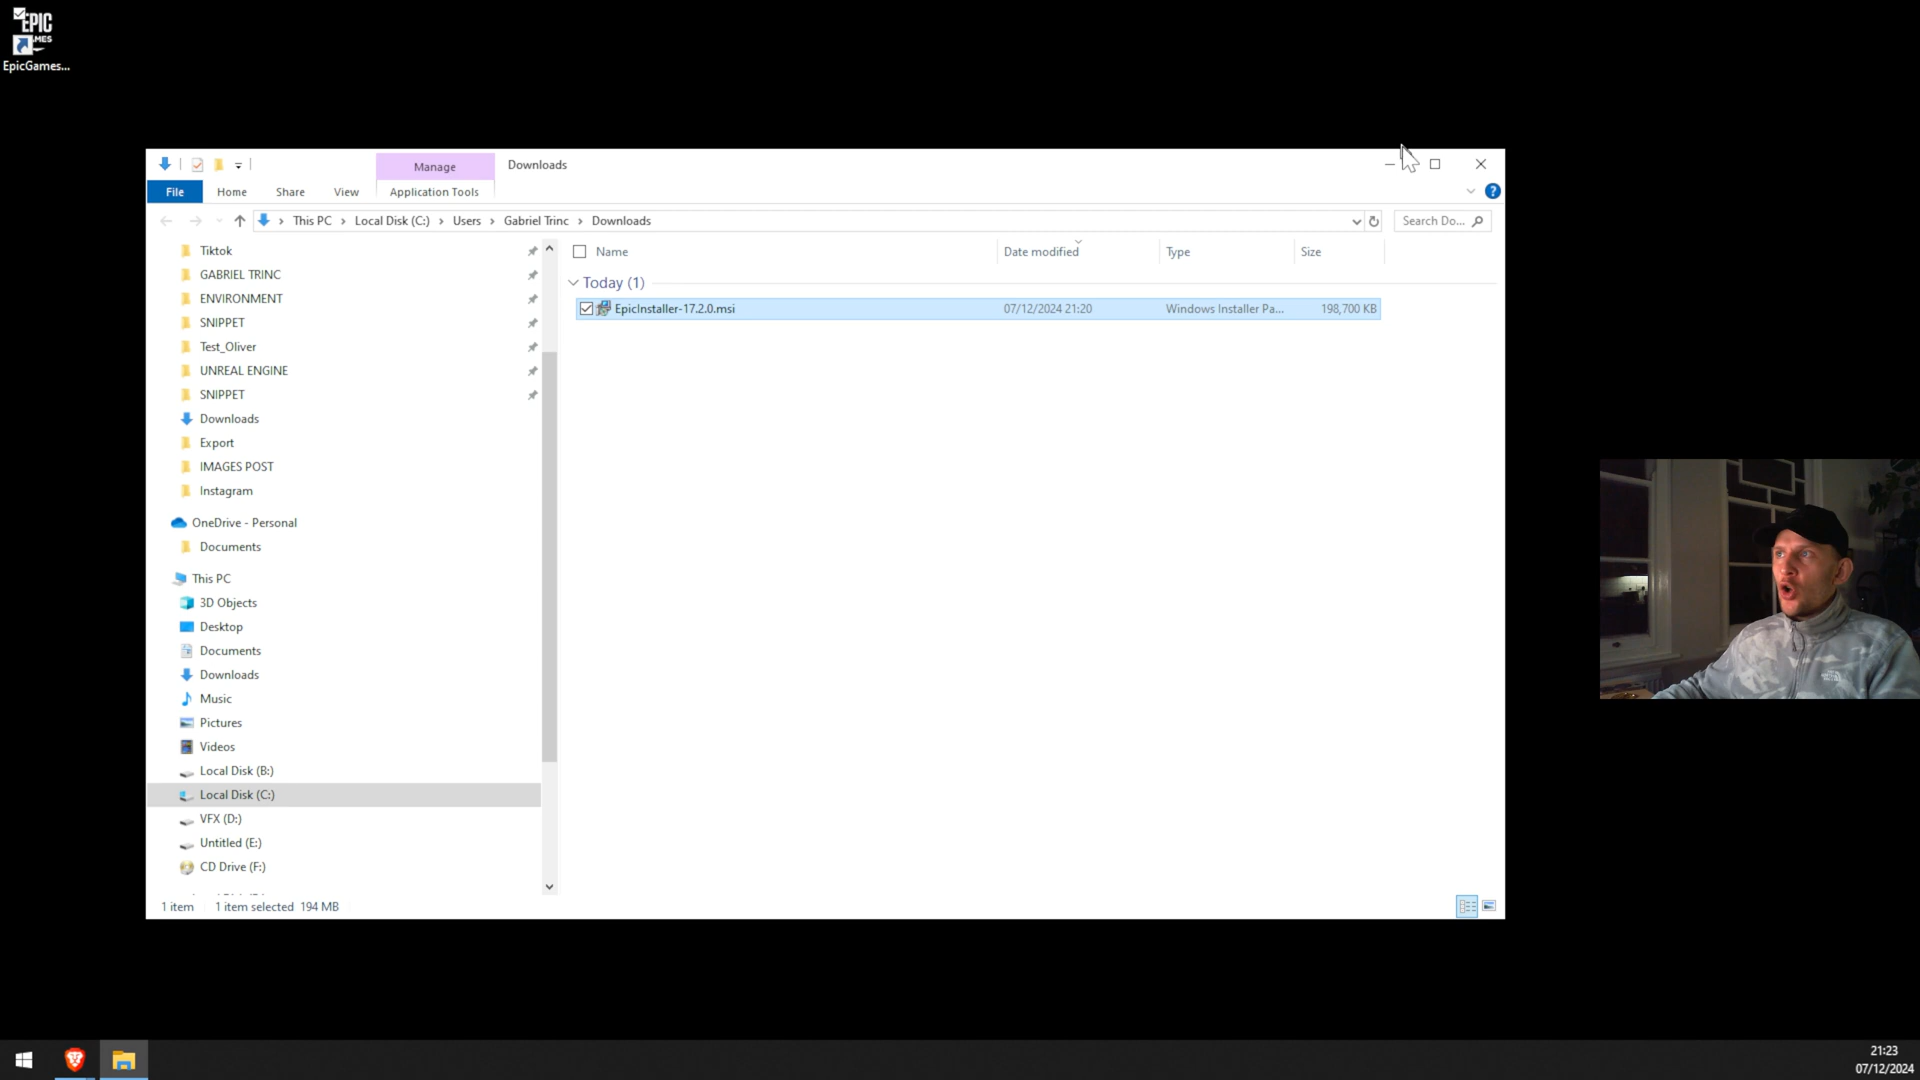 EPIC
MES
EpicGames...
Manage
Downloads
File
Home
Share
View
Application Tools
This PC
Local Disk (C:)
Users
Gabriel Trinc
Downloads
Search Do...
Tiktok
GABRIEL TRINC
ENVIRONMENT
SNIPPET
Test_Oliver
UNREAL ENGINE
SNIPPET
Downloads
Export
IMAGES POST
Instagram
OneDrive - Personal
Documents
This PC
3D Objects
Desktop
Documents
Downloads
Music
Pictures
Videos
Local Disk (B:)
Local Disk (C:)
VFX (D:)
Untitled (E:)
CD Drive (F:)
Name
Date modified
Type
Size
Today (1)
EpicInstaller-17.2.0.msi
07/12/2024 21:20
Windows Installer Pa...
198,700 KB
1 item
1 item selected 194 MB
21:23
07/12/2024